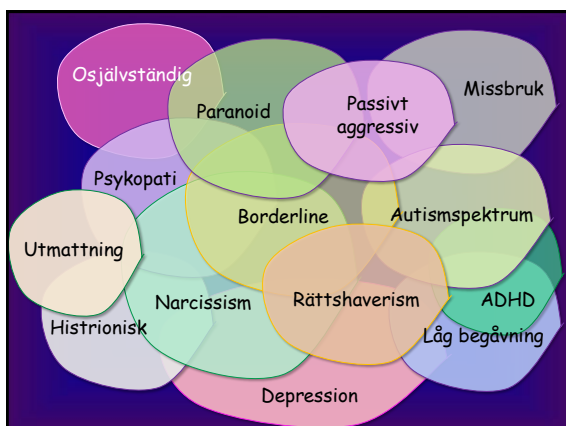 Osjälvständig
Missbruk
Paranoid
Passivt
aggressiv
Psykopati
Borderline
Autismspektrum
Utmattning
Narcissism
Rättshaverism
ADHD
Histrionisk
Låg begåvning
Depression